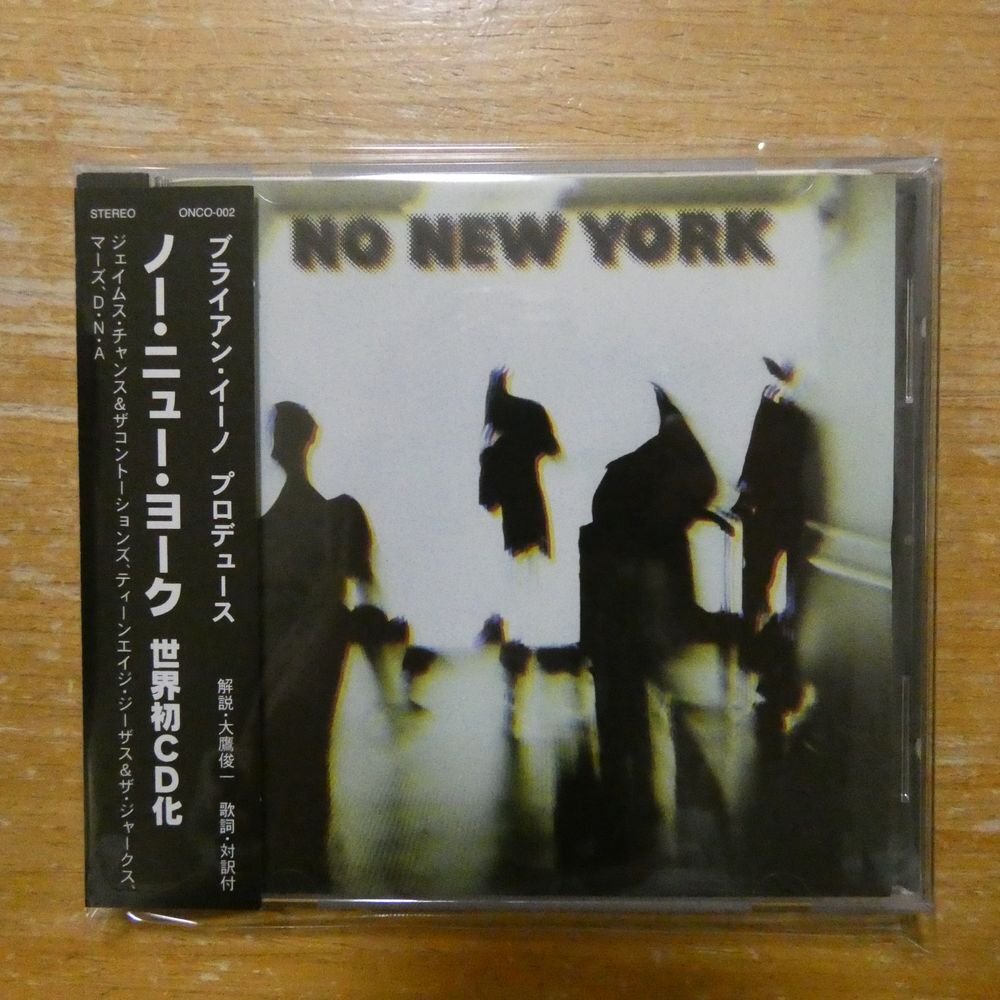 STEREO ONCO-002
ブライアン・イーノ プロデュース 解説・大鷹俊一 歌詞・対訳付
ノー・ニュー・ヨーク 世界初CD化
ジェイムス・チャンス&ザコントーションズ、ティーンエイジ・ジーザス&ザ・ジャークス、
マーズ、D・N・A
NO NEW YORK